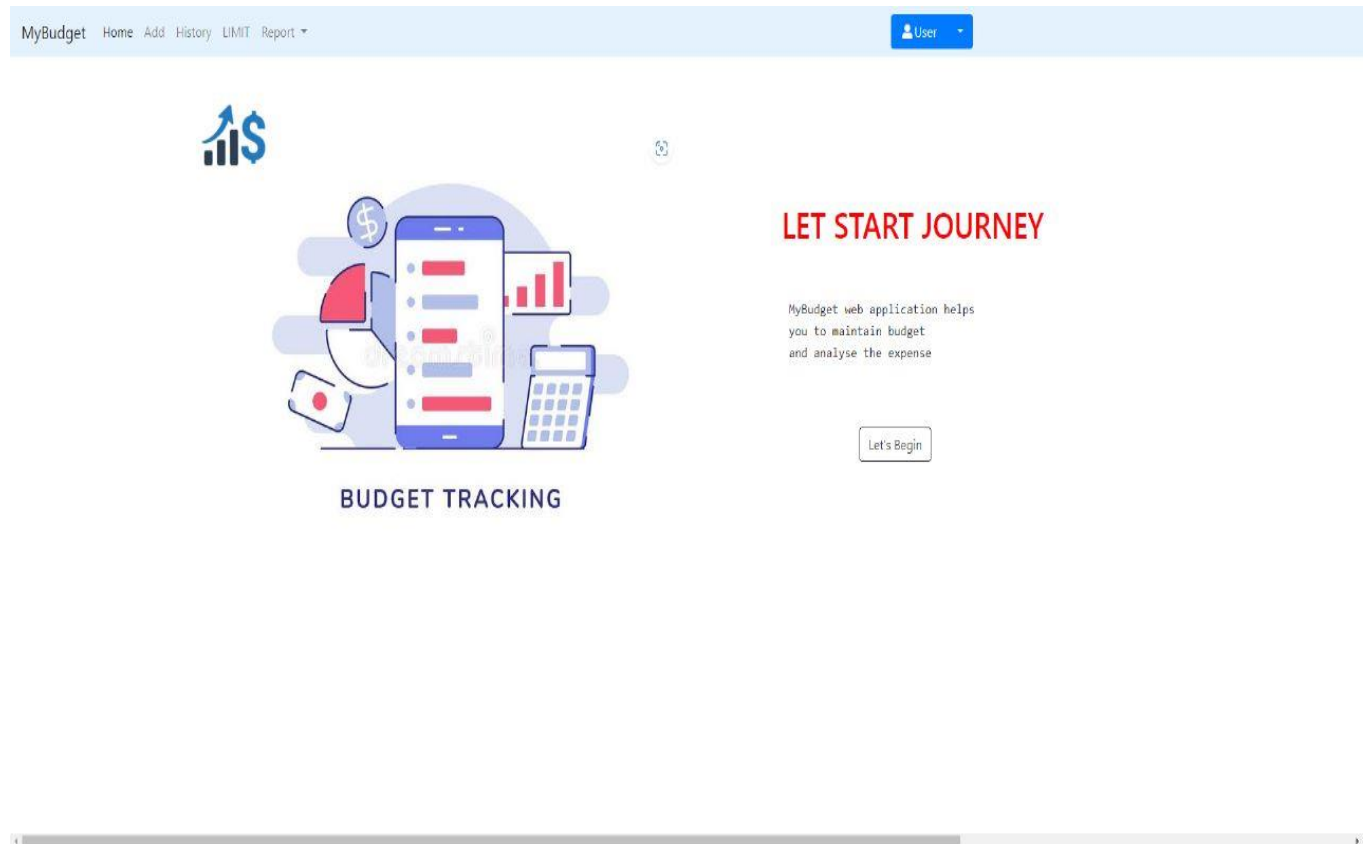 MyBudget Home Add History LIMIT Report
User
$
$
LET START JOURNEY
MyBudget web application helps
you to maintain budget
and analyse the expense
Let's Begin
BUDGET TRACKING